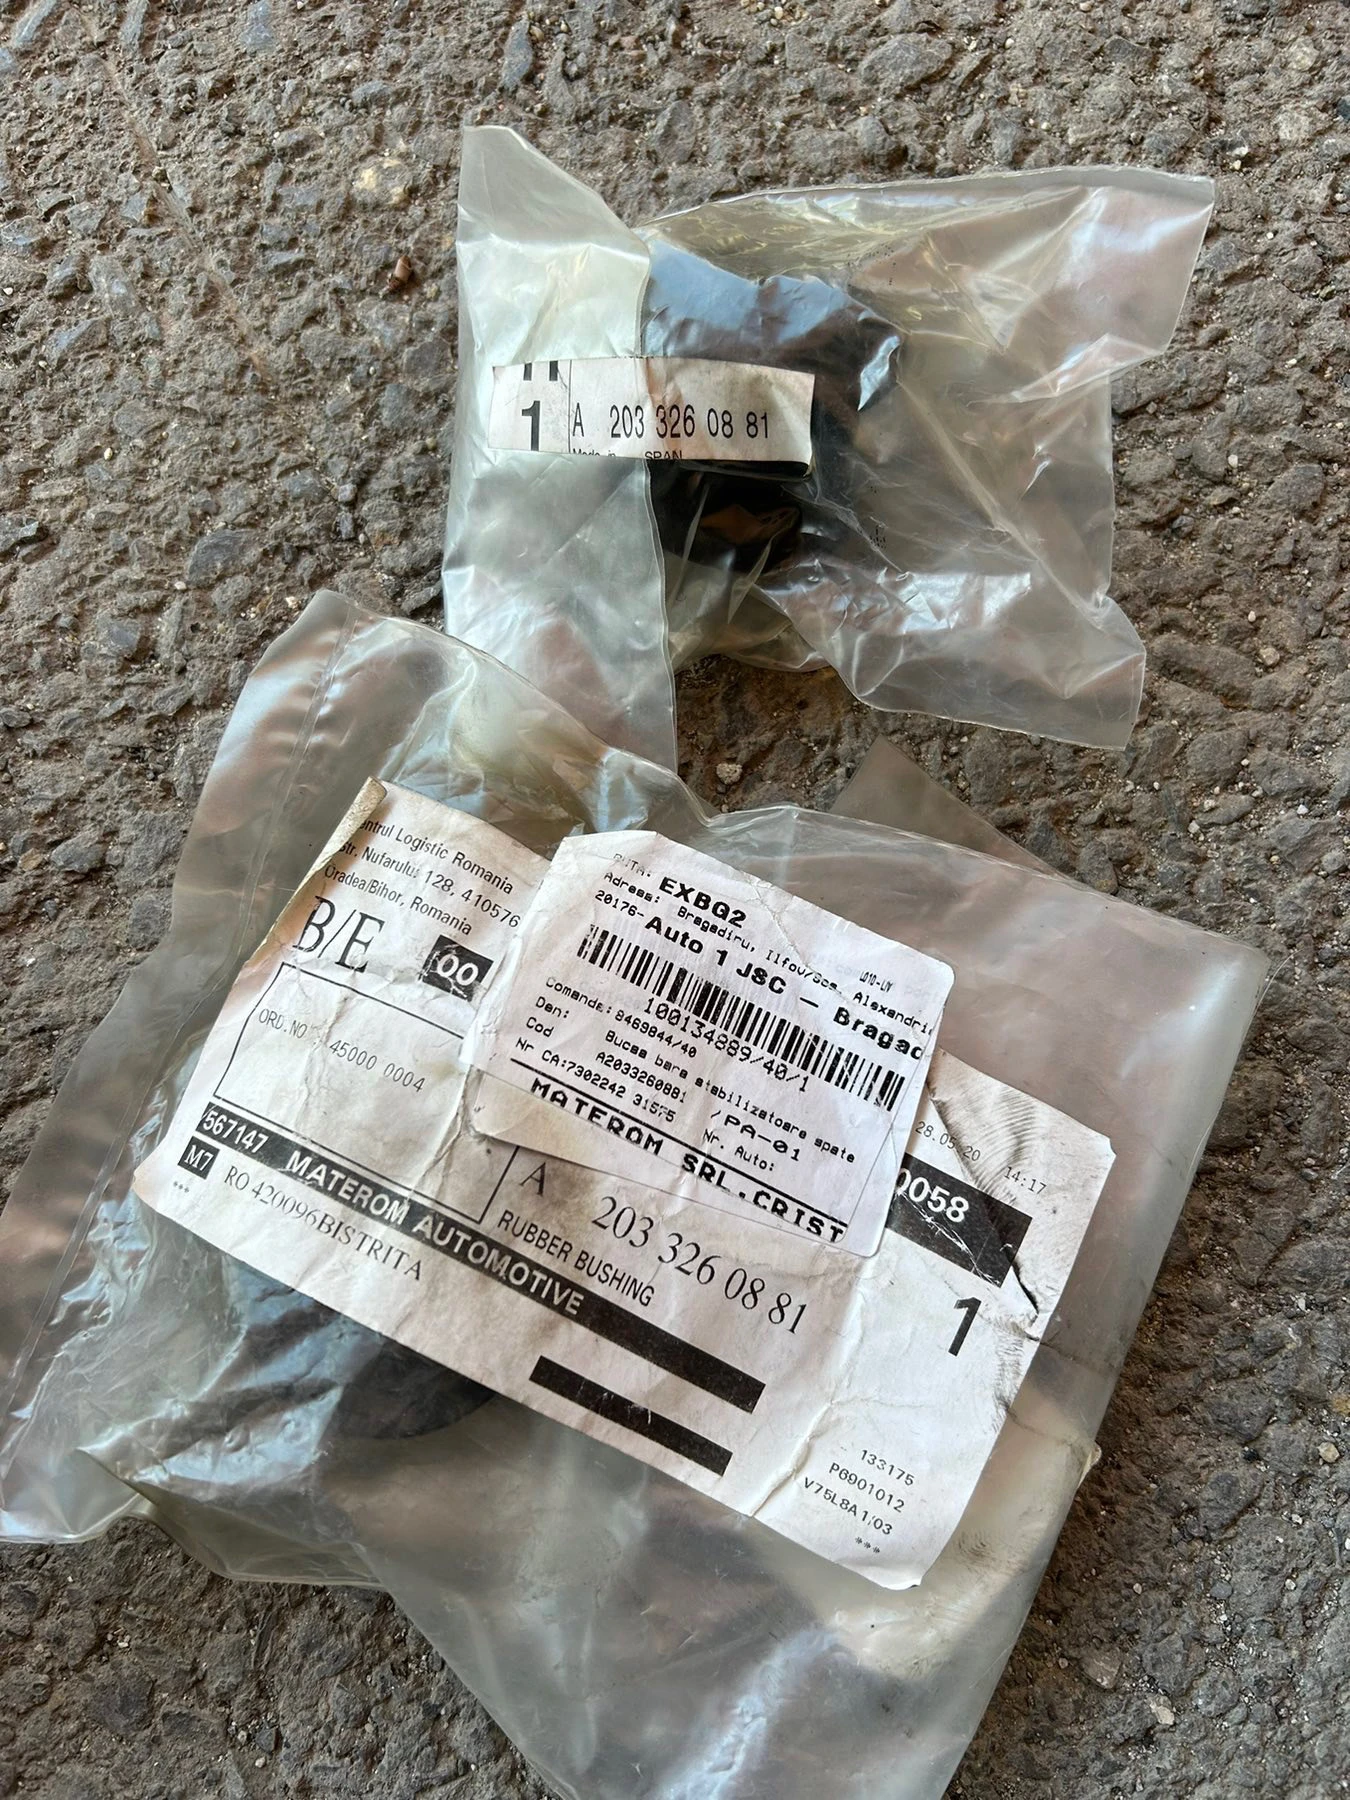 1
A 203 326 08 81
Made in SPAIN
Centrul Logistic Romania
Str. Nufarului 128, 410576
Oradea/Bihor, Romania
B/E
00
ORD.NO
45000 0004
/567147 MATEROM AUTOMOTIVE
M7
RO 420096BISTRITA
***
RUTA: EXBG2
Adresa: Bragadiru, Ilfov/Sos. Alexandri
20176- Auto 1 JSC - Bragad
100134889/40/1
Comanda: 8469844/40
Den: Bucsa bara stabilizatoare spate
Cod A2033260881 /PA-01
Nr CA:7302242 Nr. Auto:
MATEROM SRL.CRIST
28.05.20 14:17
0058
A 203 326 08 81
RUBBER BUSHING
1
133175
P6901012
V75L8A1/03
***